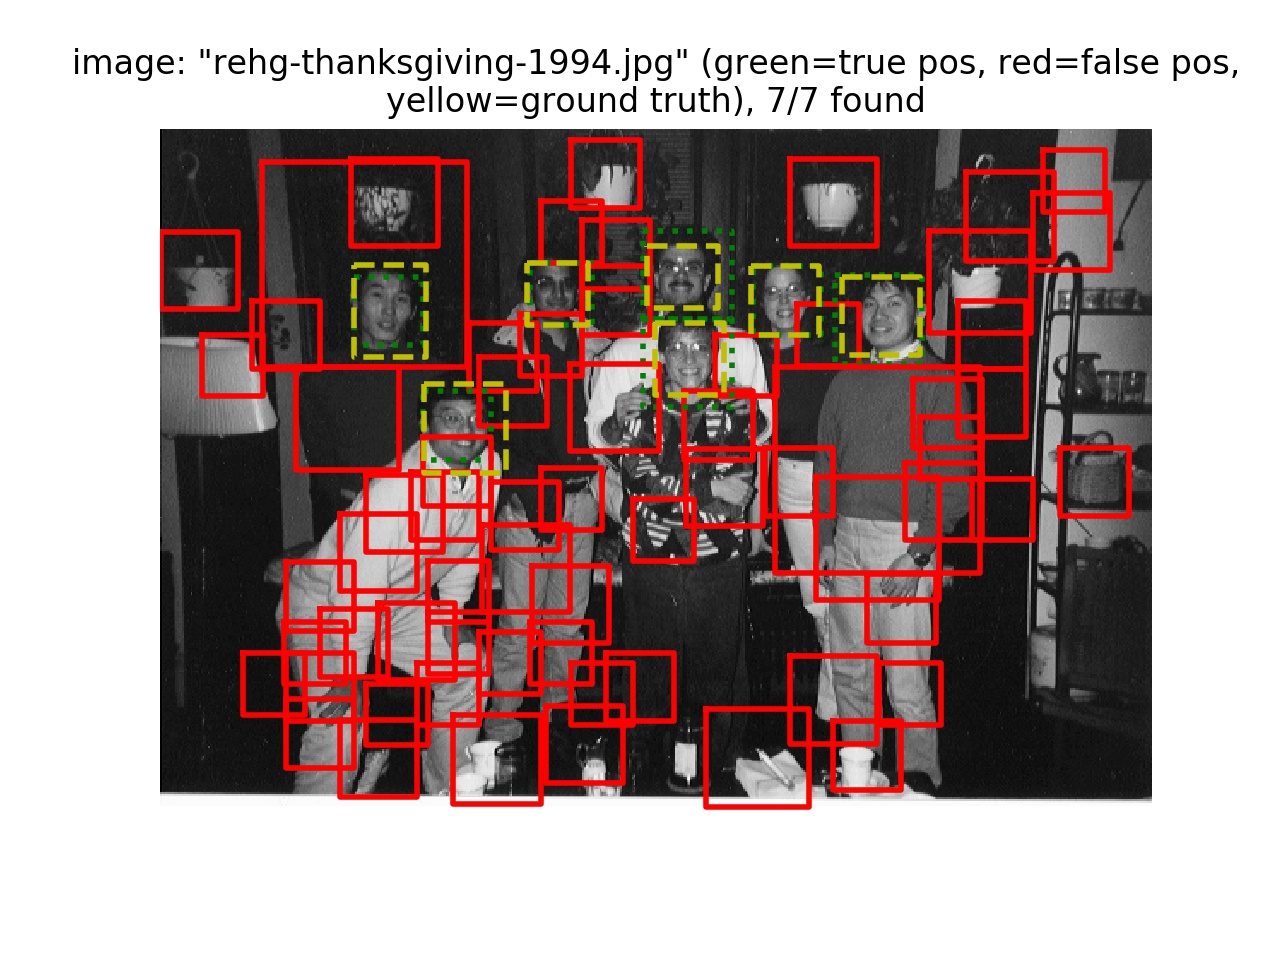 image: "rehg-thanksgiving-1994.jpg" (green=true pos, red=false pos,
yellow=ground truth), 7/7 found